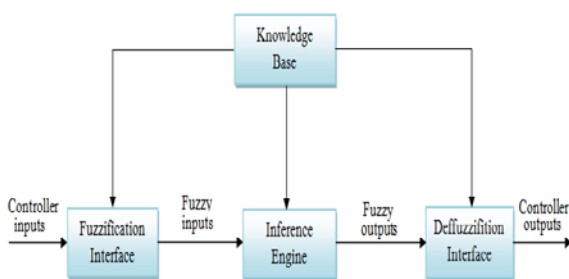 Knowledge
Base
Controller
inputs
Fuzzification
Interface
Fuzzy
inputs
Inference
Engine
Fuzzy
outputs
Deffuzzifition
Interface
Controller
outputs